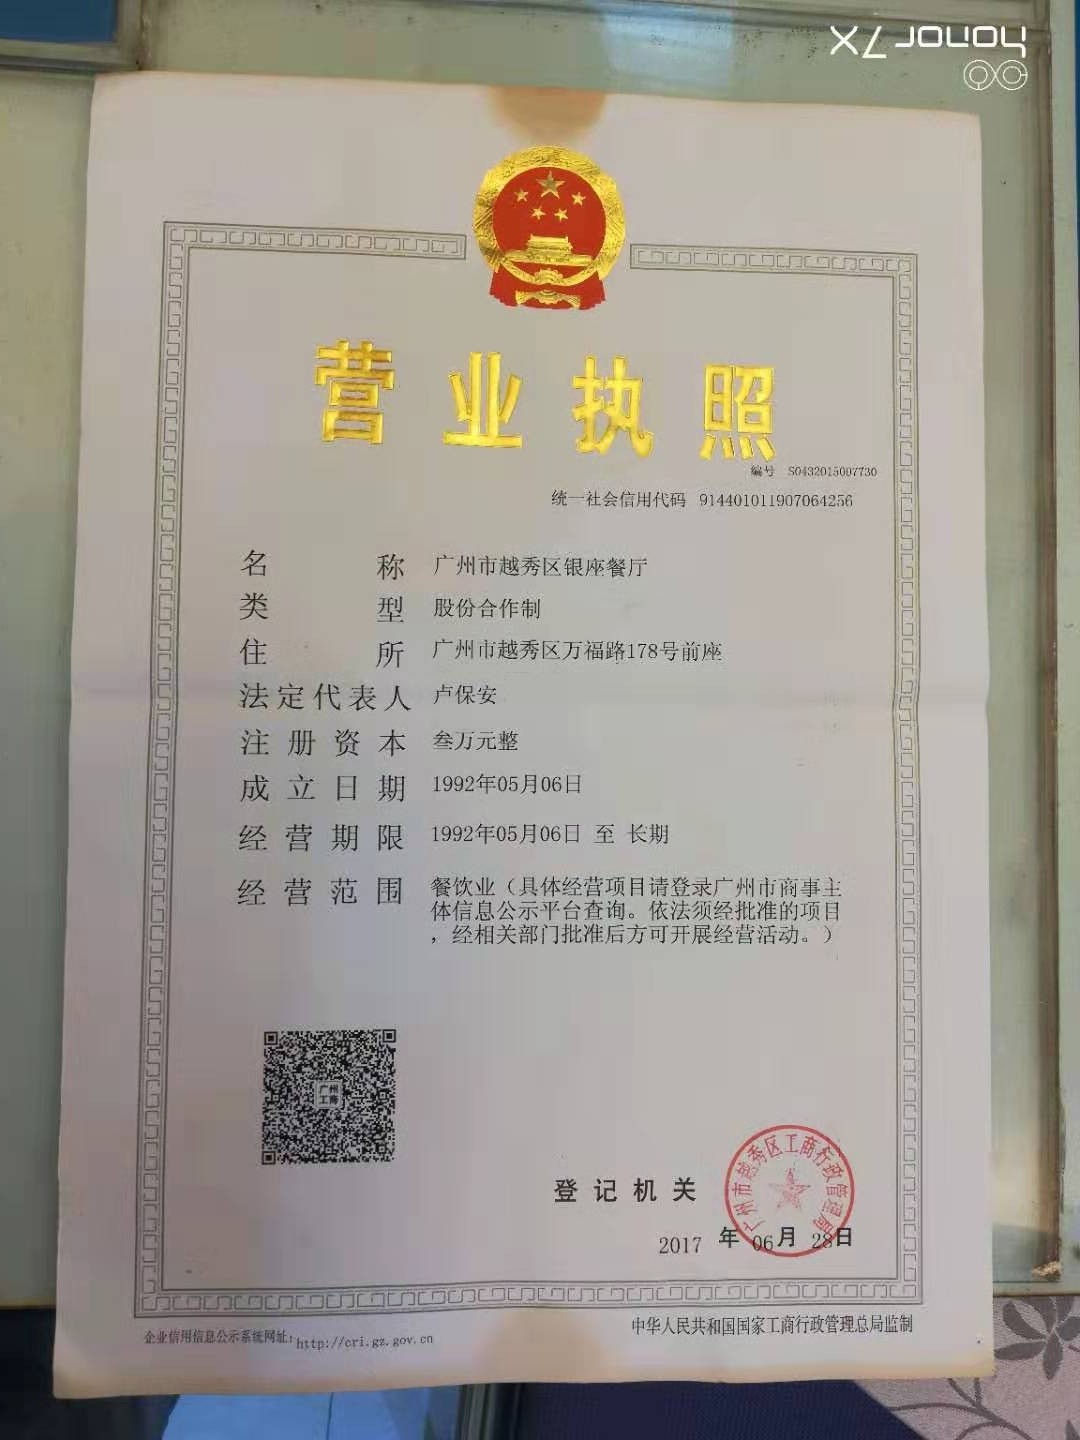 honor 7X
营业执照
编号 S0432015007730
统一社会信用代码 914401011907064256
名称 广州市越秀区银座餐厅
类型 股份合作制
住所 广州市越秀区万福路178号前座
法定代表人 卢保安
注册资本 叁万元整
成立日期 1992年05月06日
经营期限 1992年05月06日 至 长期
经营范围 餐饮业（具体经营项目请登录广州市商事主
体信息公示平台查询。依法须经批准的项目
，经相关部门批准后方可开展经营活动。）
广州
工商
登记机关
广州市越秀区工商行政管理局
2017 年 06 月 28 日
企业信用信息公示系统网址：http://cri.gz.gov.cn
中华人民共和国国家工商行政管理总局监制